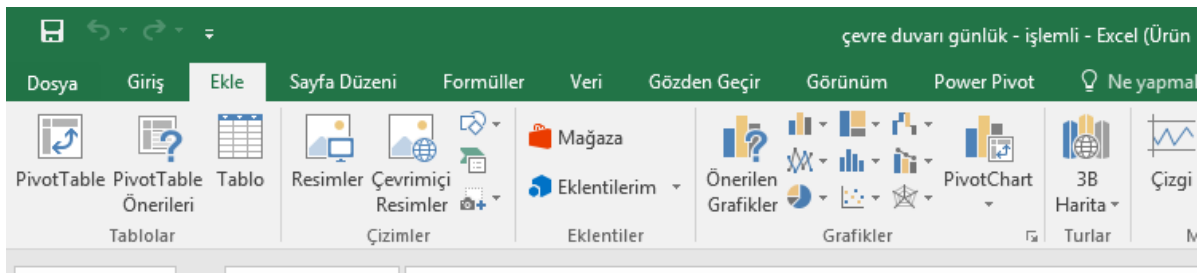 çevre duvarı günlük - işlemli - Excel (Ürün
Dosya Giriş Ekle Sayfa Düzeni Formüller Veri Gözden Geçir Görünüm Power Pivot Ne yapmak
PivotTable PivotTable Önerileri Tablo Resimler Çevrimiçi Resimler Mağaza Eklentilerim Önerilen Grafikler PivotChart 3B Harita Çizgi
Tablolar Çizimler Eklentiler Grafikler Turlar